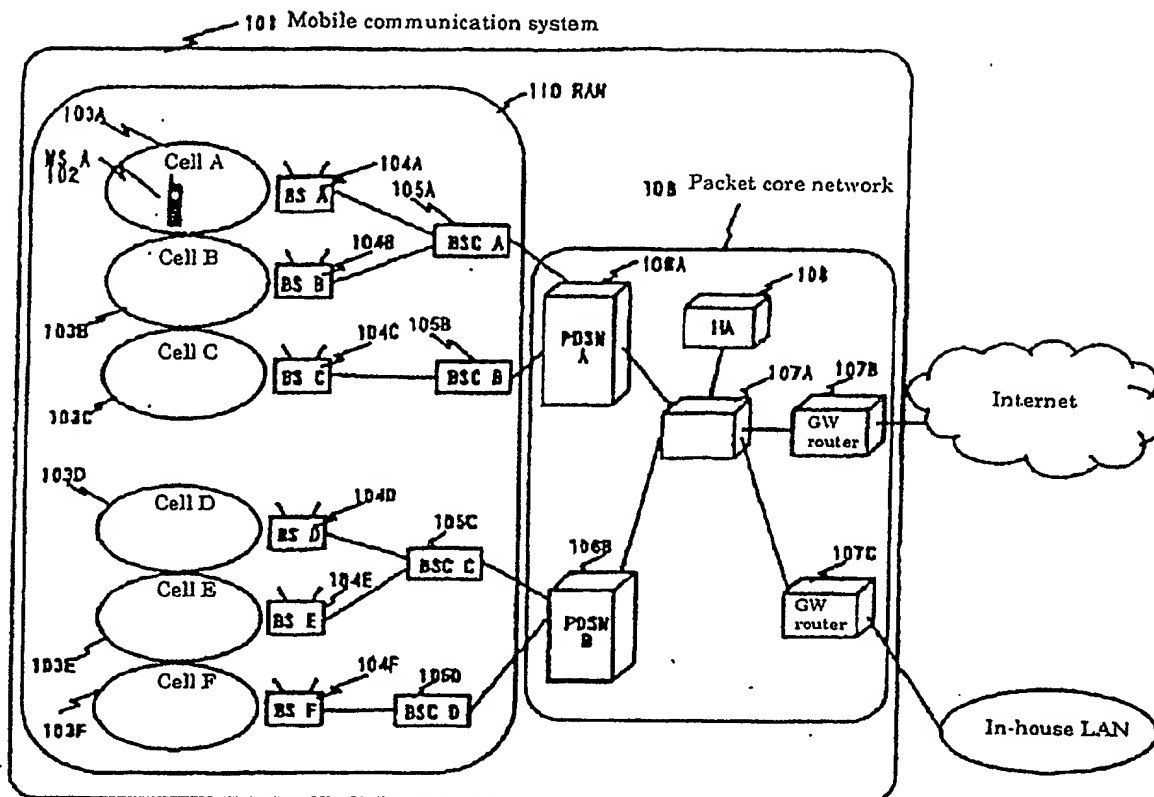 101 Mobile communication system
110 RAN
103A
Cell A
MS A
102
BS A
104A
105A
BSC A
108 Packet core network
Cell B
BS B
104B
103B
Cell C
BS C
104C
105B
BSC B
103C
PDSN
A
108
HA
107A
107B
GW
router
Internet
103D
Cell D
BS D
104D
105C
BSC C
Cell E
BS E
104E
103E
106B
PDSN
B
107C
GW
router
Cell F
BS F
104F
105D
BSC D
103F
In-house LAN